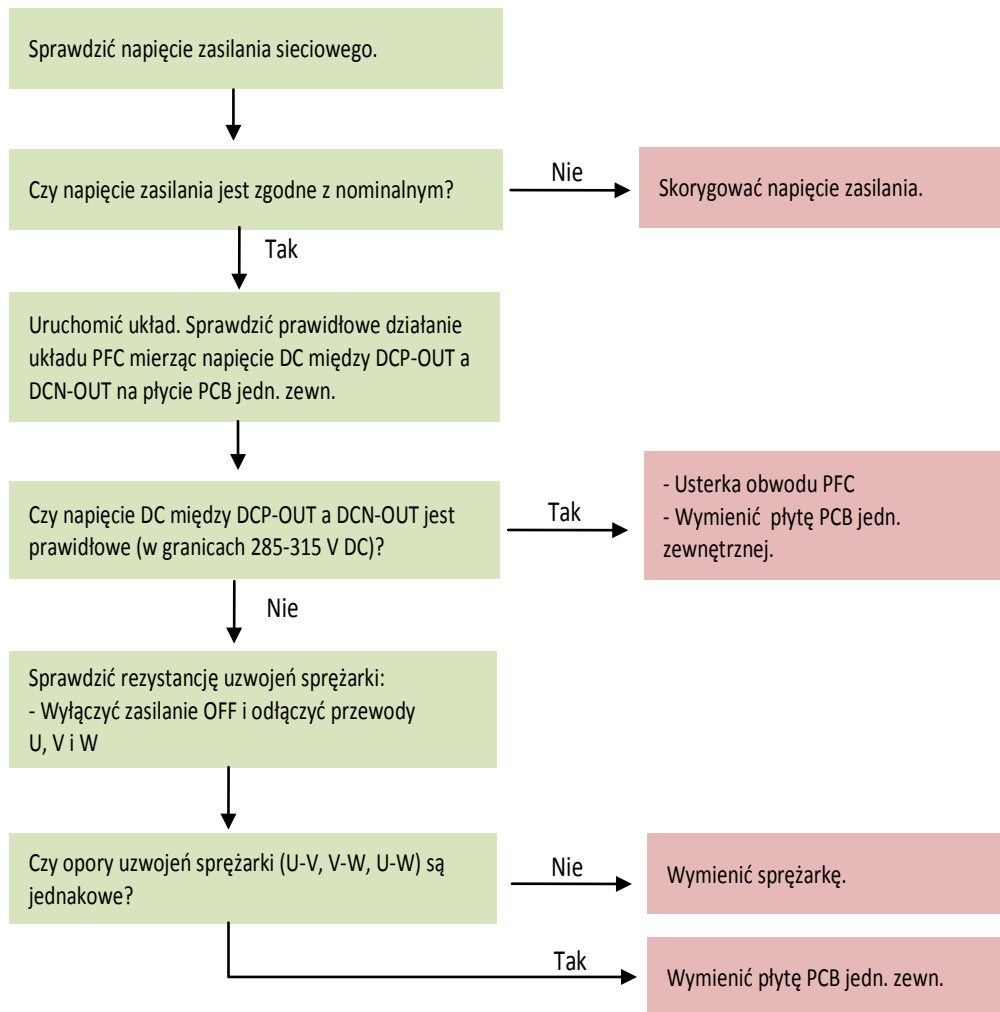 Sprawdzić napięcie zasilania sieciowego.
Czy napięcie zasilania jest zgodne z nominalnym?
Nie
Skorygować napięcie zasilania.
Tak
Uruchomić układ. Sprawdzić prawidłowe działanie
układu PFC mierząc napięcie DC między DCP-OUT a
DCN-OUT na płycie PCB jedn. zewn.
Czy napięcie DC między DCP-OUT a DCN-OUT jest
prawidłowe (w granicach 285-315 V DC)?
Tak
- Usterka obwodu PFC
- Wymienić płytę PCB jedn.
zewnętrznej.
Nie
Sprawdzić rezystancję uzwojeń sprężarki:
- Wyłączyć zasilanie OFF i odłączyć przewody
U, V i W
Czy opory uzwojeń sprężarki (U-V, V-W, U-W) są
jednakowe?
Nie
Wymienić sprężarkę.
Tak
Wymienić płytę PCB jedn. zewn.